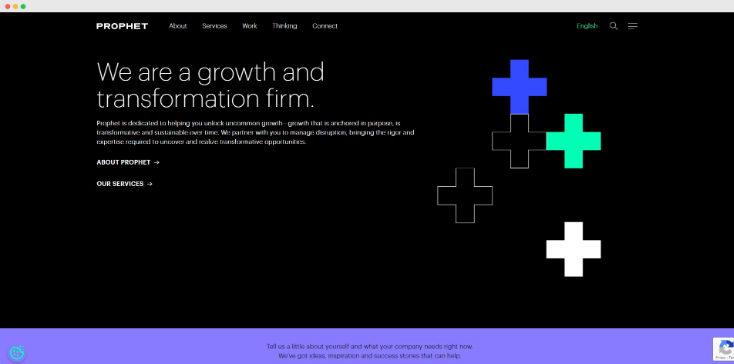 PROPHET About Services Work Thinking Connect English
We are a growth and
transformation firm.
Prophet is dedicated to helping you unlock uncommon growth—growth that is anchored in purpose, is
transformative and sustainable over time. We partner with you to manage disruption, bringing the rigor and
expertise required to uncover and realize transformative opportunities.
ABOUT PROPHET →
OUR SERVICES →
Tell us a little about yourself and what your company needs right now.
We've got ideas, inspiration and success stories that can help.